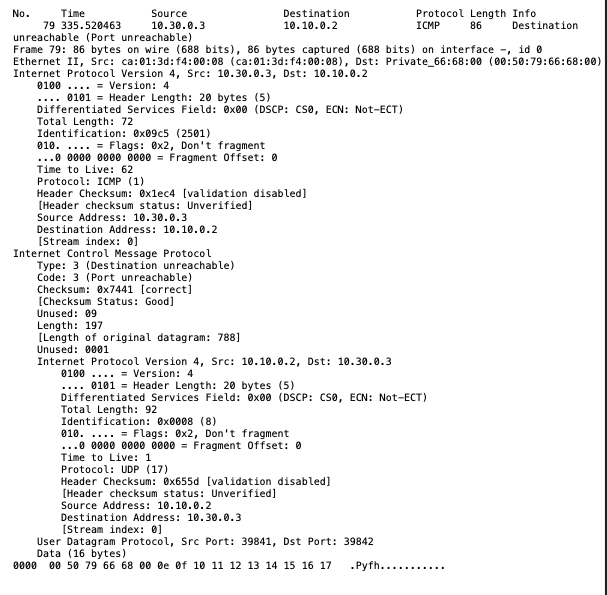 No. Time Source Destination Protocol Length Info
79 335.520463 10.30.0.3 10.10.0.2 ICMP 86 Destination
unreachable (Port unreachable)
Frame 79: 86 bytes on wire (688 bits), 86 bytes captured (688 bits) on interface -, id 0
Ethernet II, Src: ca:01:3d:f4:00:08 (ca:01:3d:f4:00:08), Dst: Private_66:68:00 (00:50:79:66:68:00)
Internet Protocol Version 4, Src: 10.30.0.3, Dst: 10.10.0.2
0100 .... = Version: 4
.... 0101 = Header Length: 20 bytes (5)
Differentiated Services Field: 0x00 (DSCP: CS0, ECN: Not-ECT)
Total Length: 72
Identification: 0x09c5 (2501)
010. .... = Flags: 0x2, Don't fragment
...0 0000 0000 0000 = Fragment Offset: 0
Time to Live: 62
Protocol: ICMP (1)
Header Checksum: 0x1ec4 [validation disabled]
[Header checksum status: Unverified]
Source Address: 10.30.0.3
Destination Address: 10.10.0.2
[Stream index: 0]
Internet Control Message Protocol
Type: 3 (Destination unreachable)
Code: 3 (Port unreachable)
Checksum: 0x7441 [correct]
[Checksum Status: Good]
Unused: 09
Length: 197
[Length of original datagram: 788]
Unused: 0001
Internet Protocol Version 4, Src: 10.10.0.2, Dst: 10.30.0.3
0100 .... = Version: 4
.... 0101 = Header Length: 20 bytes (5)
Differentiated Services Field: 0x00 (DSCP: CS0, ECN: Not-ECT)
Total Length: 92
Identification: 0x0008 (8)
010. .... = Flags: 0x2, Don't fragment
...0 0000 0000 0000 = Fragment Offset: 0
Time to Live: 1
Protocol: UDP (17)
Header Checksum: 0x655d [validation disabled]
[Header checksum status: Unverified]
Source Address: 10.10.0.2
Destination Address: 10.30.0.3
[Stream index: 0]
User Datagram Protocol, Src Port: 39841, Dst Port: 39842
Data (16 bytes)
0000 00 50 79 66 68 00 0e 0f 10 11 12 13 14 15 16 17 .Pyfh...........